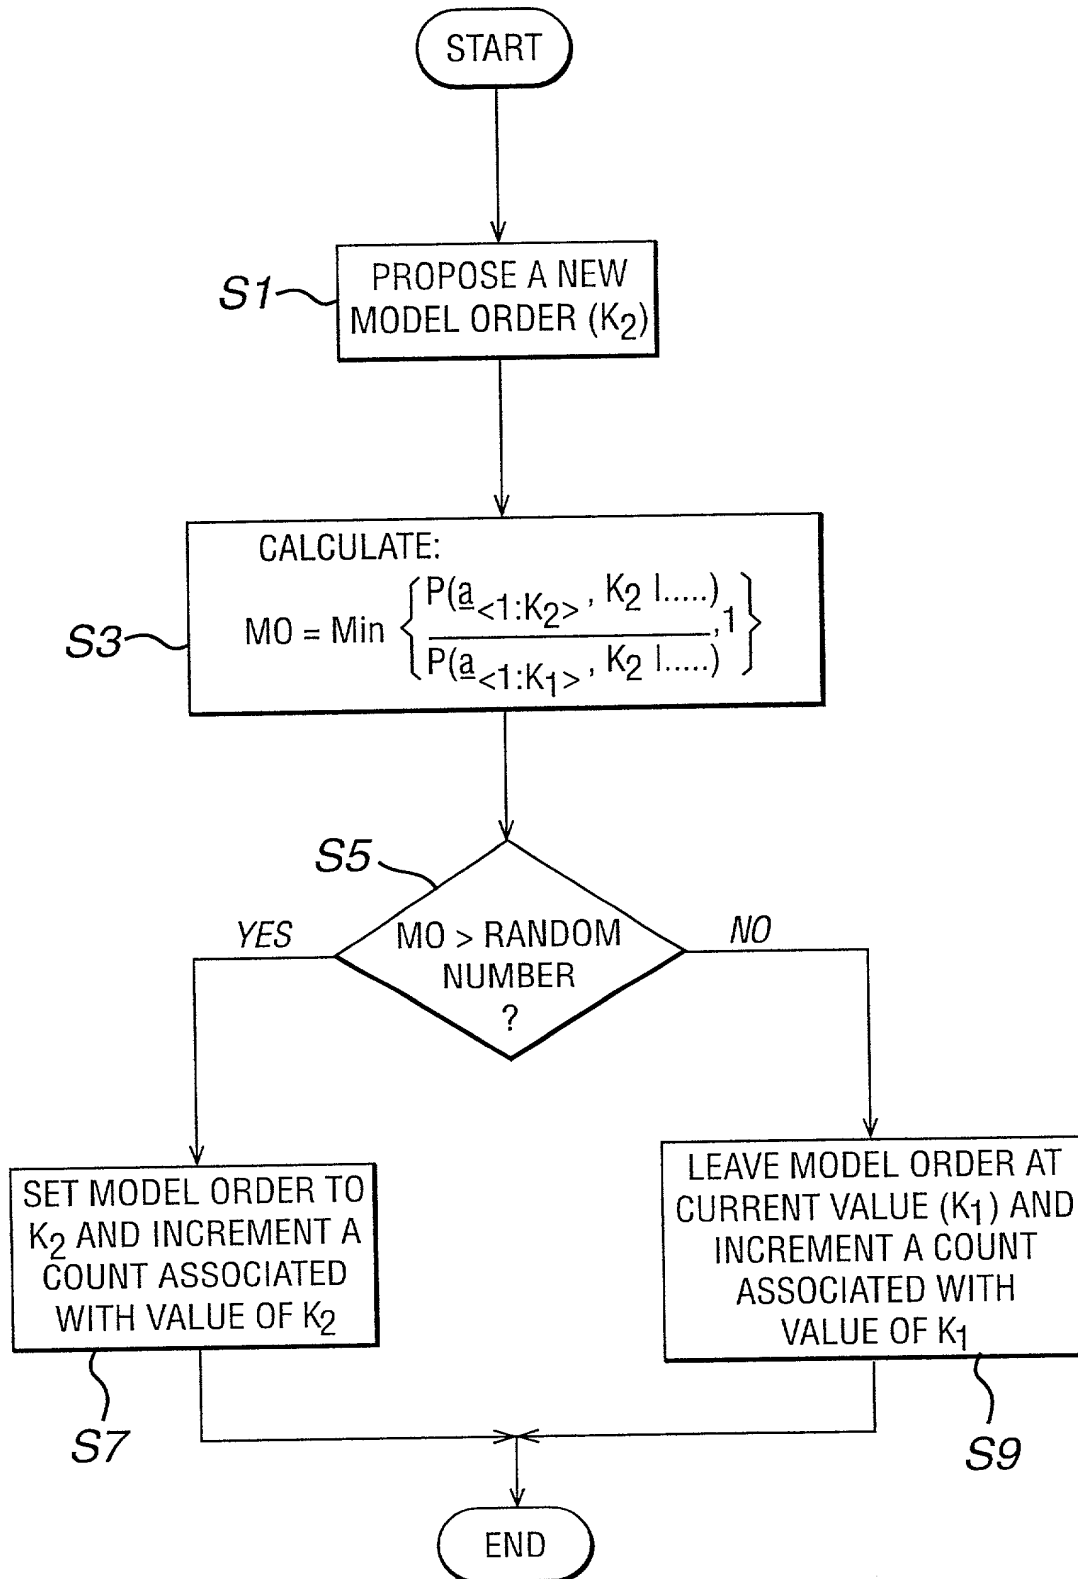 START
S1
PROPOSE A NEW
MODEL ORDER (K2)
S3
CALCULATE:
MO = Min { P(a<1:K2> , K2 I.....) / P(a<1:K1> , K2 I.....) ,1 }
S5
YES
MO > RANDOM
NUMBER
?
NO
SET MODEL ORDER TO
K2 AND INCREMENT A
COUNT ASSOCIATED
WITH VALUE OF K2
LEAVE MODEL ORDER AT
CURRENT VALUE (K1) AND
INCREMENT A COUNT
ASSOCIATED WITH
VALUE OF K1
S7
S9
END